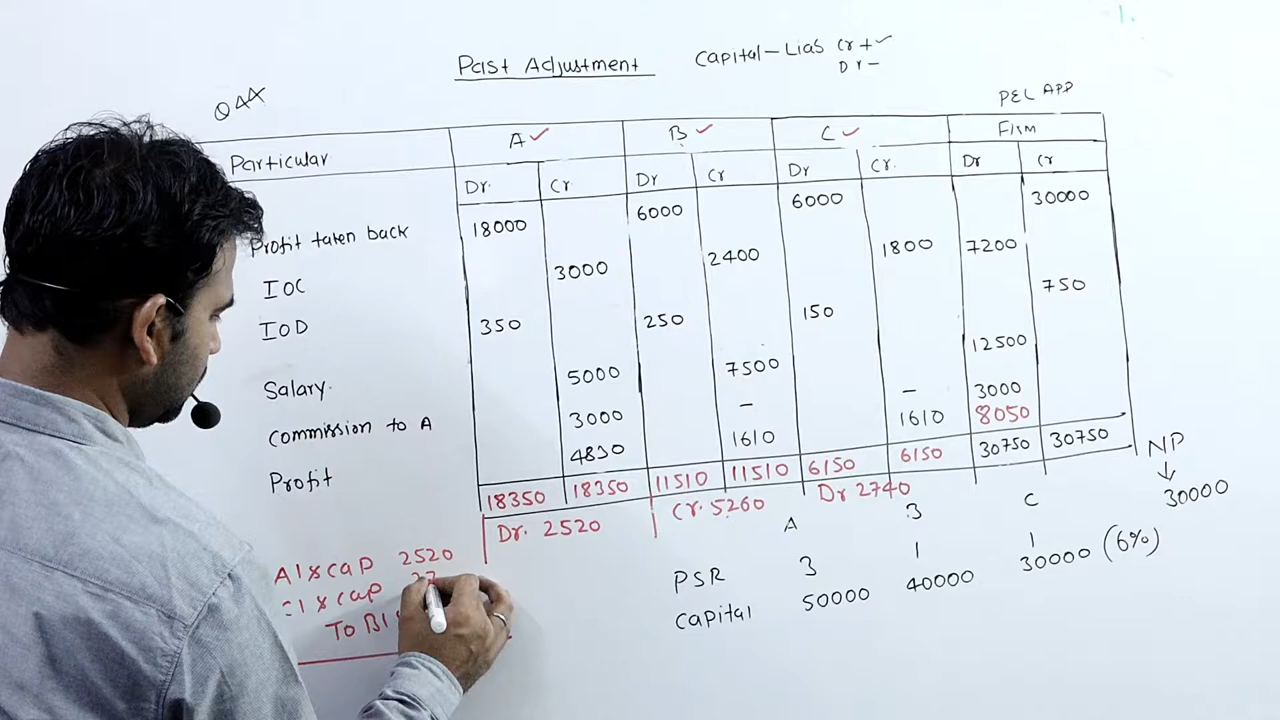 Past Adjustment
Capital - Lias Cr + ✓
Dr -
Q44
PEL APP
Particular A ✓ B ✓ C ✓ Firm
Dr. Cr Dr Cr Dr Cr. Dr Cr
Profit taken back 18000 6000 6000 30000
IOC 3000 2400 1800 7200
IOD 350 250 150 750
Salary. 5000 7500 - 12500
Commission to A 3000 - 3000
Profit 4830 1610 1610 8050
18350 18350 11510 11510 6150 6150 30750 30750
Dr. 2520 Cr. 5260 Dr 2740
NP
30000
A B C
PSR 3 1 1
Capital 50000 40000 30000 (6%)
A's cap 2520
's cap 27
To B's